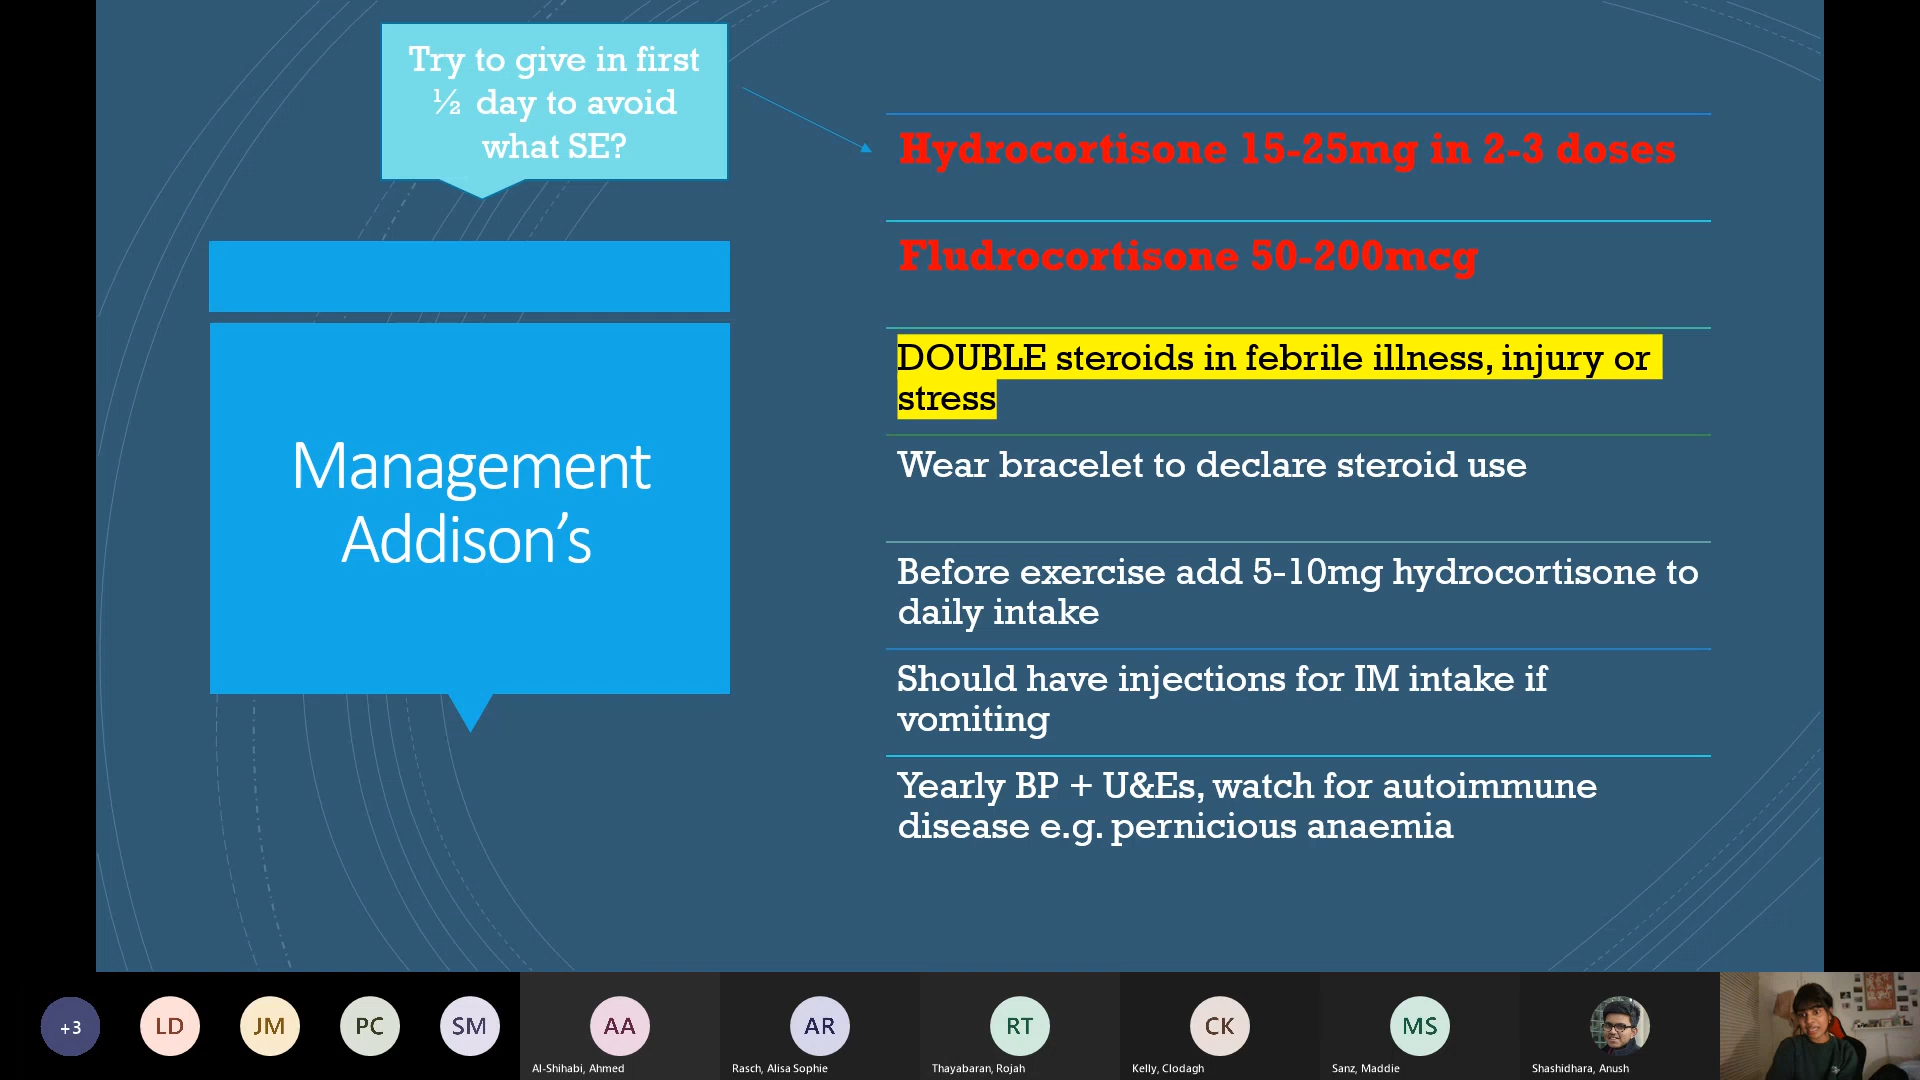 Try to give in first
½ day to avoid
what SE?
Management
Addison’s
Hydrocortisone 15-25mg in 2-3 doses
Fludrocortisone 50-200mcg
DOUBLE steroids in febrile illness, injury or
stress
Wear bracelet to declare steroid use
Before exercise add 5-10mg hydrocortisone to
daily intake
Should have injections for IM intake if
vomiting
Yearly BP + U&Es, watch for autoimmune
disease e.g. pernicious anaemia
+3
LD
JM
PC
SM
AA
AR
RT
CK
MS
Al-Shihabi, Ahmed
Rasch, Alisa Sophie
Thayabaran, Rojah
Kelly, Clodagh
Sanz, Maddie
Shashidhara, Anush